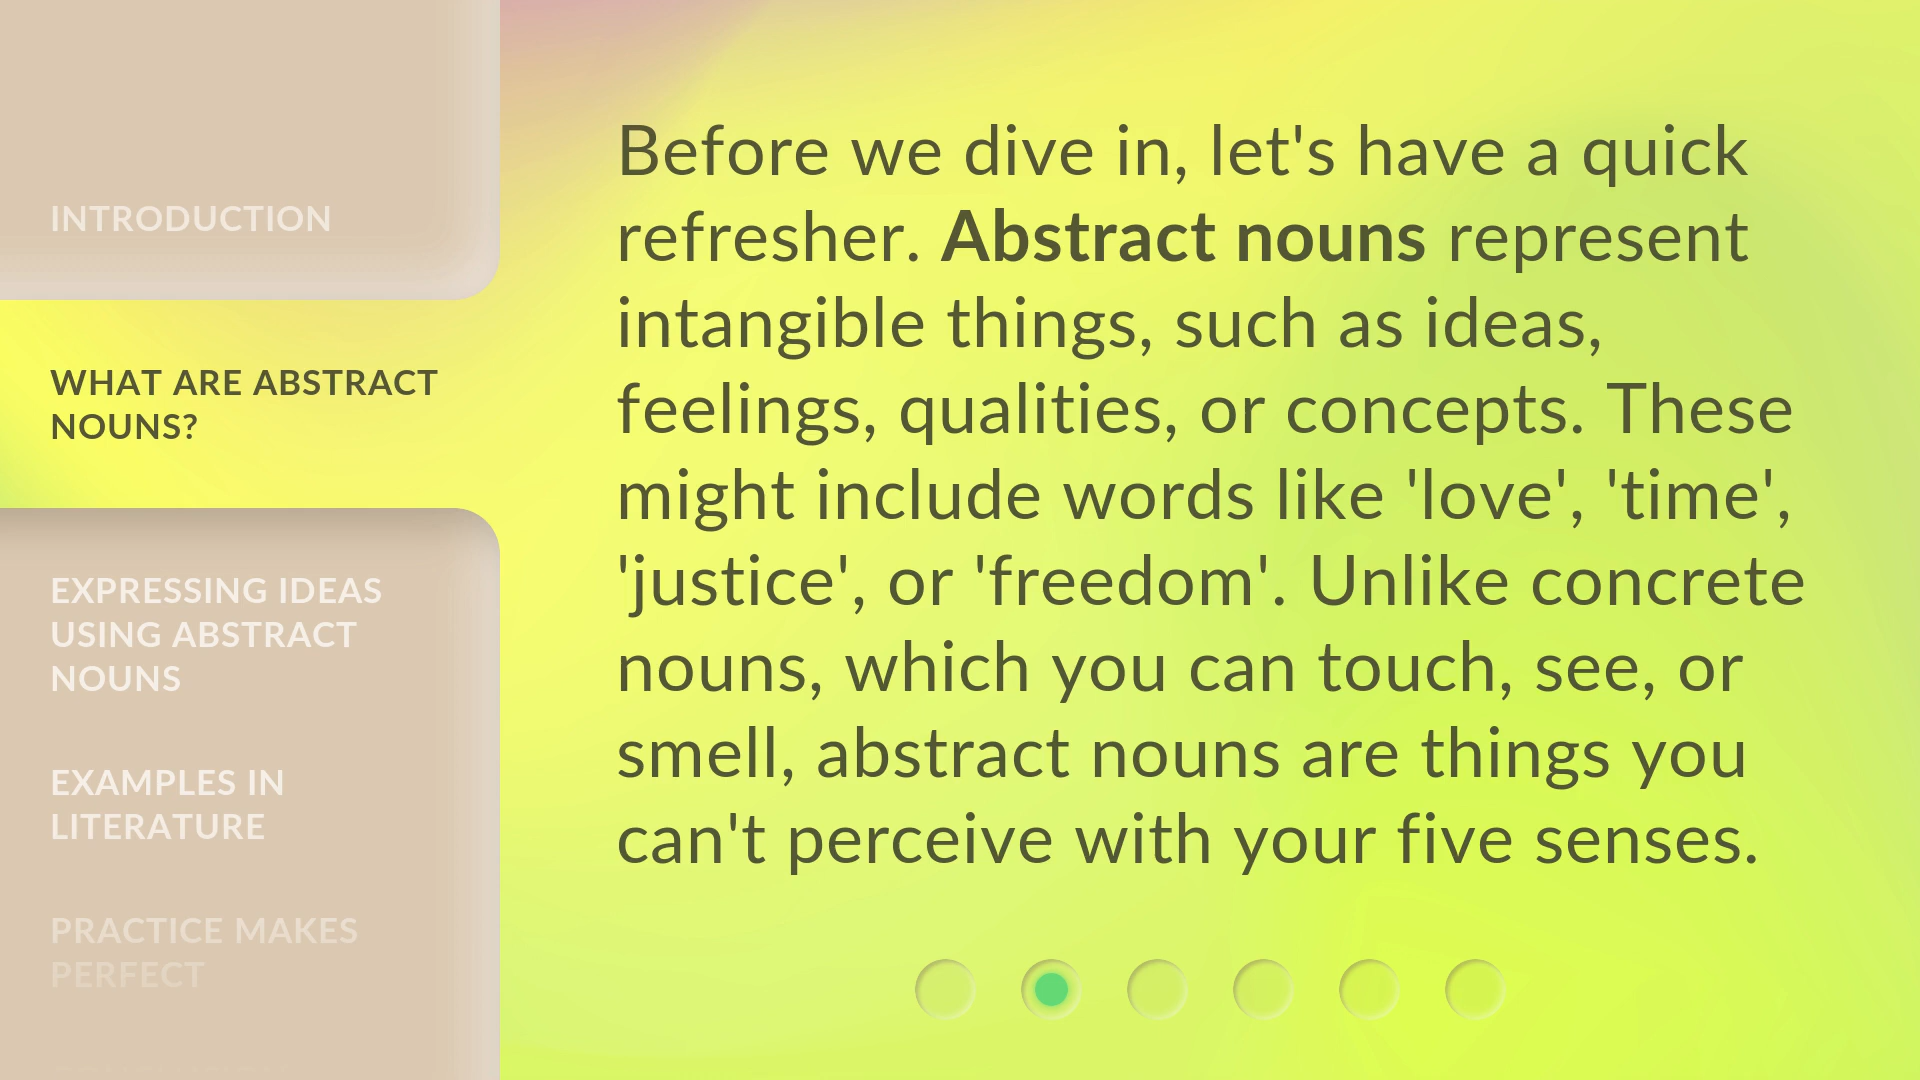 INTRODUCTION
WHAT ARE ABSTRACT
NOUNS?
EXPRESSING IDEAS
USING ABSTRACT
NOUNS
EXAMPLES IN
LITERATURE
PRACTICE MAKES
PERFECT
Before we dive in, let's have a quick
refresher. Abstract nouns represent
intangible things, such as ideas,
feelings, qualities, or concepts. These
might include words like 'love', 'time',
'justice', or 'freedom'. Unlike concrete
nouns, which you can touch, see, or
smell, abstract nouns are things you
can't perceive with your five senses.